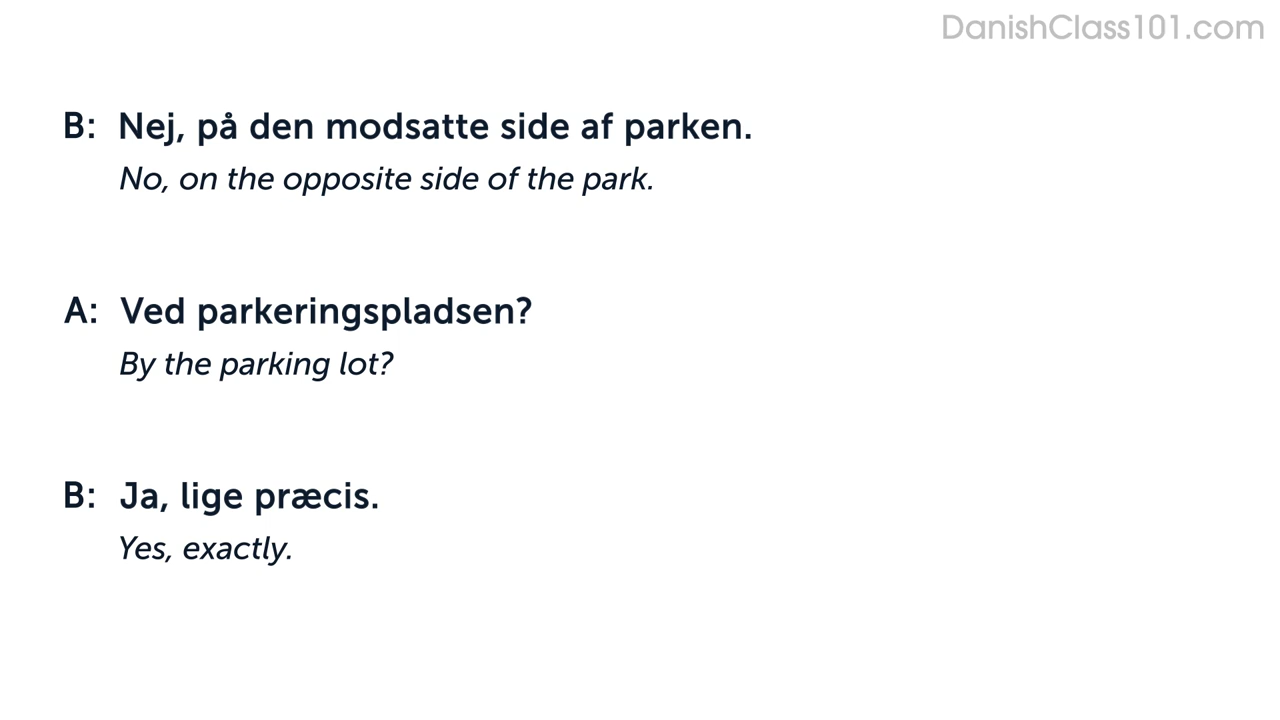 DanishClass101.com
B: Nej, på den modsatte side af parken.
No, on the opposite side of the park.
A: Ved parkeringspladsen?
By the parking lot?
B: Ja, lige præcis.
Yes, exactly.